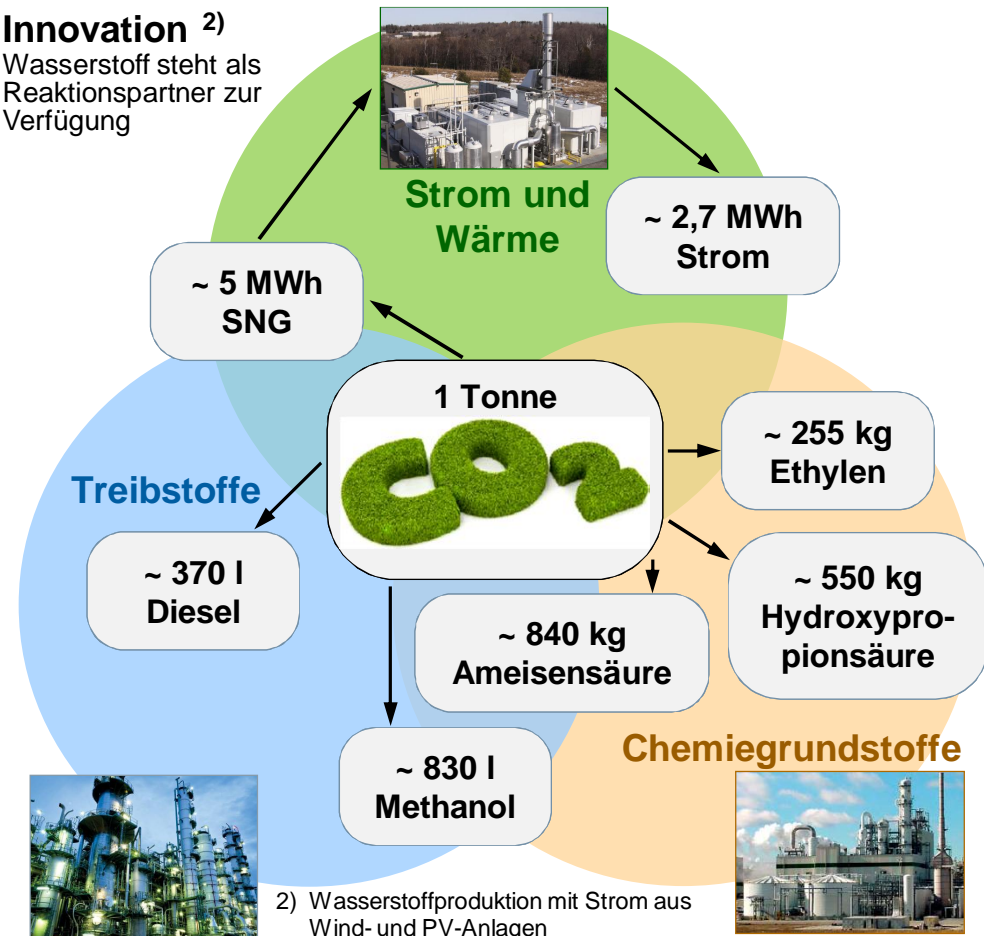 Innovation 2)
Wasserstoff steht als
Reaktionspartner zur
Verfügung
Strom und
Wärme
~ 2,7 MWh
Strom
~ 5 MWh
SNG
1 Tonne
CO2
~ 255 kg
Ethylen
Treibstoffe
~ 370 l
Diesel
~ 550 kg
Hydroxypro-
pionsäure
~ 840 kg
Ameisensäure
Chemiegrundstoffe
~ 830 l
Methanol
2) Wasserstoffproduktion mit Strom aus
Wind- und PV-Anlagen